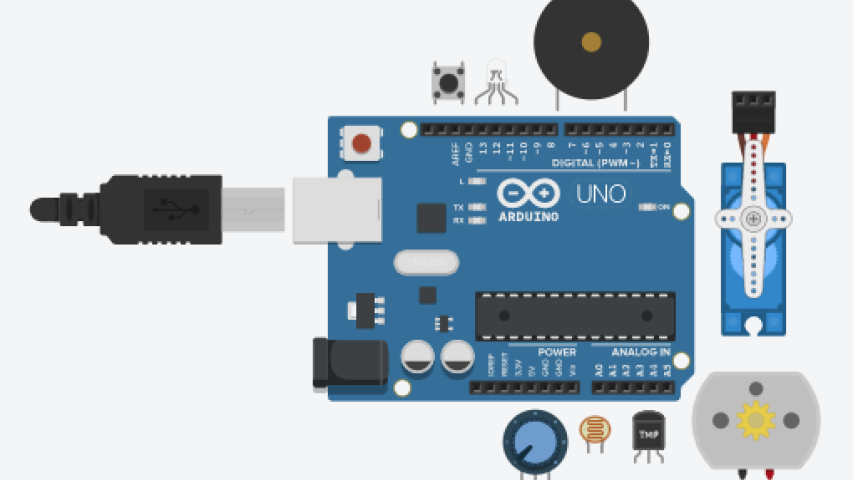 AREF
GND
13
12
~11
~10
~9
8
7
~6
~5
4
~3
2
TX→1
RX←0
DIGITAL (PWM ~)
L
TX
RX
ARDUINO
UNO
ON
POWER
ANALOG IN
IOREF
RESET
3.3V
5V
GND
GND
Vin
A0
A1
A2
A3
A4
A5
TMP